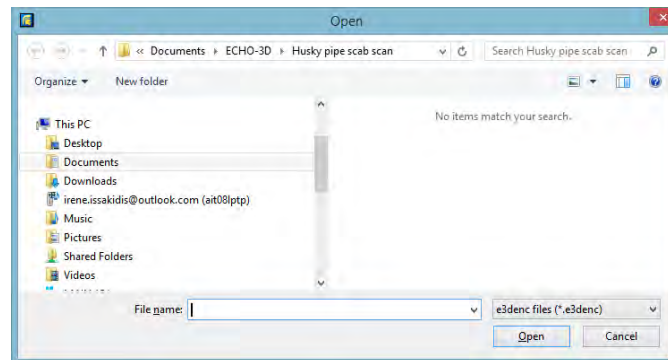 Open
« Documents ▸ ECHO-3D ▸ Husky pipe scab scan
Search Husky pipe scab scan
Organize
New folder
This PC
No items match your search.
Desktop
Documents
Downloads
irene.issakidis@outlook.com (ait08lptp)
Music
Pictures
Shared Folders
Videos
File name:
e3denc files (*.e3denc)
Open
Cancel